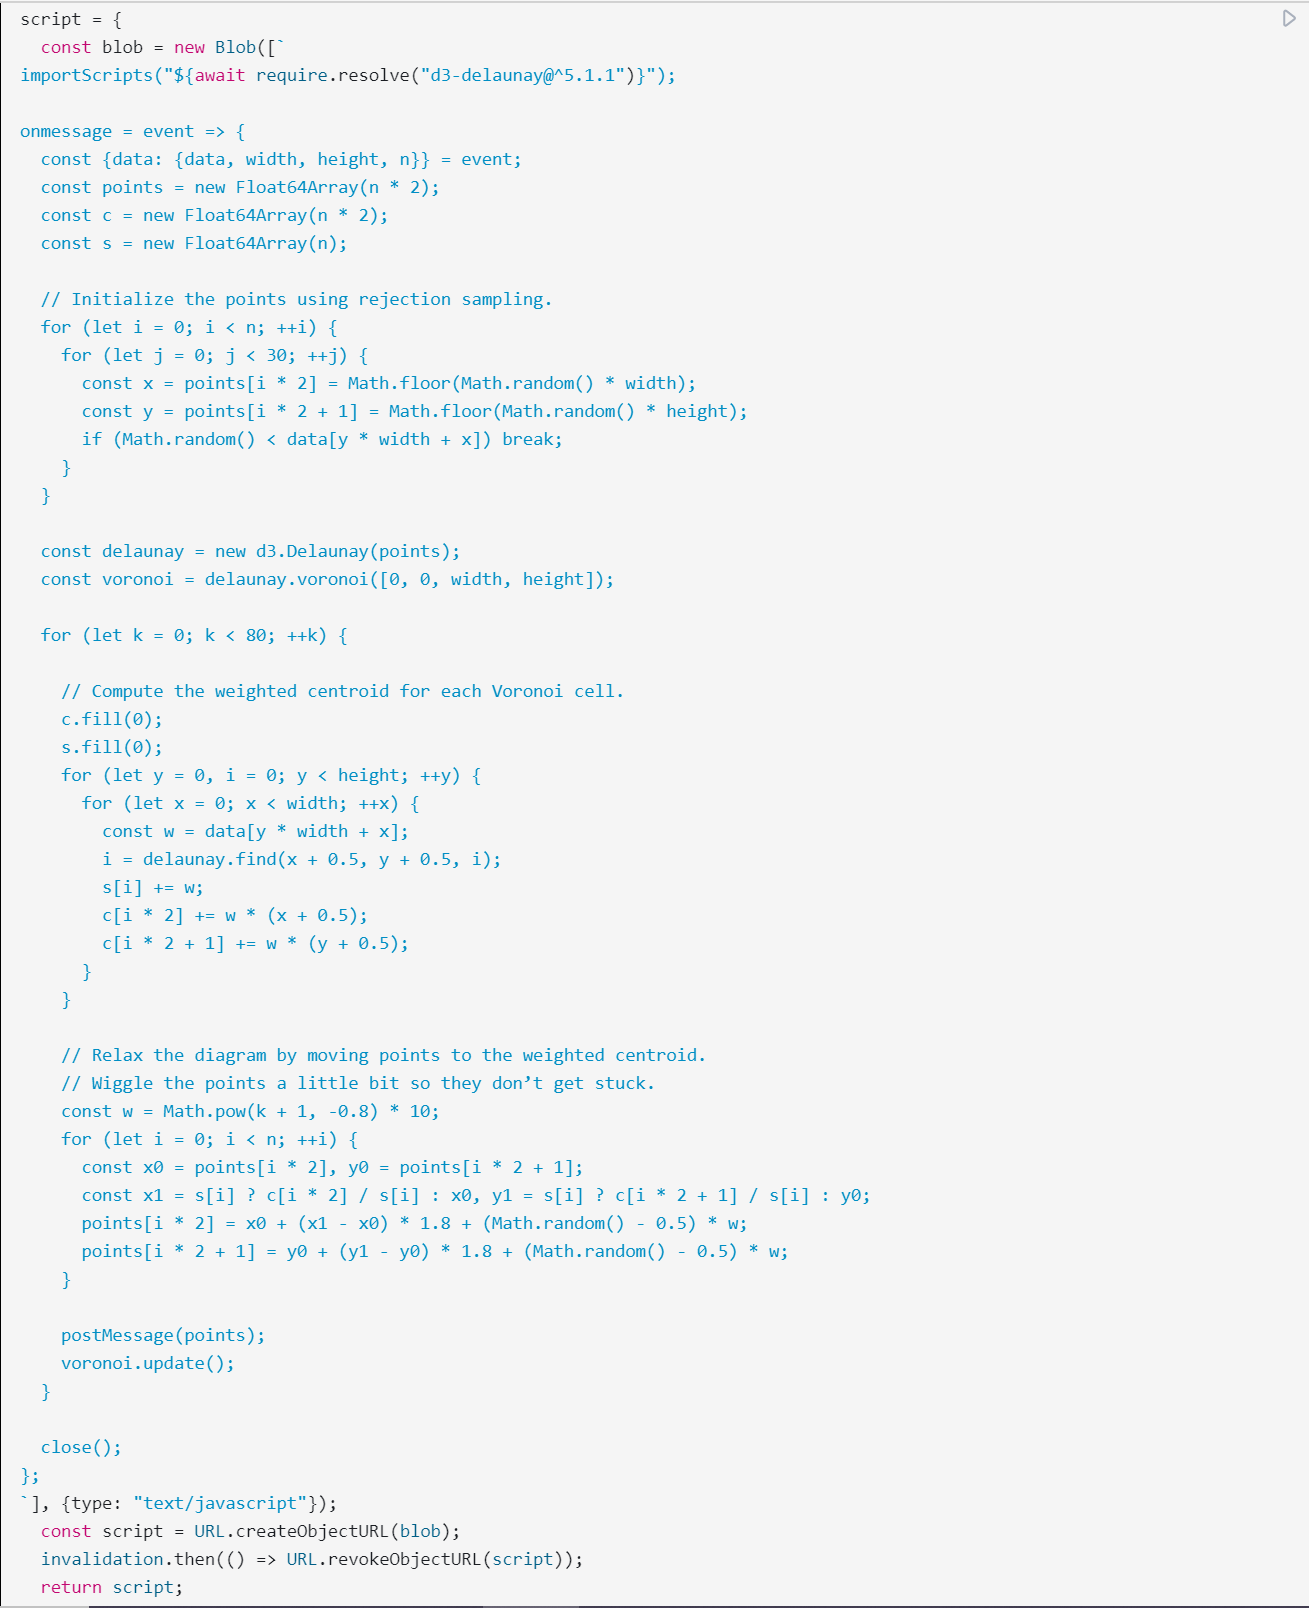 script = {
  const blob = new Blob([`
importScripts("${await require.resolve("d3-delaunay@^5.1.1")}");

onmessage = event => {
  const {data: {data, width, height, n}} = event;
  const points = new Float64Array(n * 2);
  const c = new Float64Array(n * 2);
  const s = new Float64Array(n);

  // Initialize the points using rejection sampling.
  for (let i = 0; i < n; ++i) {
    for (let j = 0; j < 30; ++j) {
      const x = points[i * 2] = Math.floor(Math.random() * width);
      const y = points[i * 2 + 1] = Math.floor(Math.random() * height);
      if (Math.random() < data[y * width + x]) break;
    }
  }

  const delaunay = new d3.Delaunay(points);
  const voronoi = delaunay.voronoi([0, 0, width, height]);

  for (let k = 0; k < 80; ++k) {

    // Compute the weighted centroid for each Voronoi cell.
    c.fill(0);
    s.fill(0);
    for (let y = 0, i = 0; y < height; ++y) {
      for (let x = 0; x < width; ++x) {
        const w = data[y * width + x];
        i = delaunay.find(x + 0.5, y + 0.5, i);
        s[i] += w;
        c[i * 2] += w * (x + 0.5);
        c[i * 2 + 1] += w * (y + 0.5);
      }
    }

    // Relax the diagram by moving points to the weighted centroid.
    // Wiggle the points a little bit so they don’t get stuck.
    const w = Math.pow(k + 1, -0.8) * 10;
    for (let i = 0; i < n; ++i) {
      const x0 = points[i * 2], y0 = points[i * 2 + 1];
      const x1 = s[i] ? c[i * 2] / s[i] : x0, y1 = s[i] ? c[i * 2 + 1] / s[i] : y0;
      points[i * 2] = x0 + (x1 - x0) * 1.8 + (Math.random() - 0.5) * w;
      points[i * 2 + 1] = y0 + (y1 - y0) * 1.8 + (Math.random() - 0.5) * w;
    }

    postMessage(points);
    voronoi.update();
  }

  close();
};
`], {type: "text/javascript"});
  const script = URL.createObjectURL(blob);
  invalidation.then(() => URL.revokeObjectURL(script));
  return script;